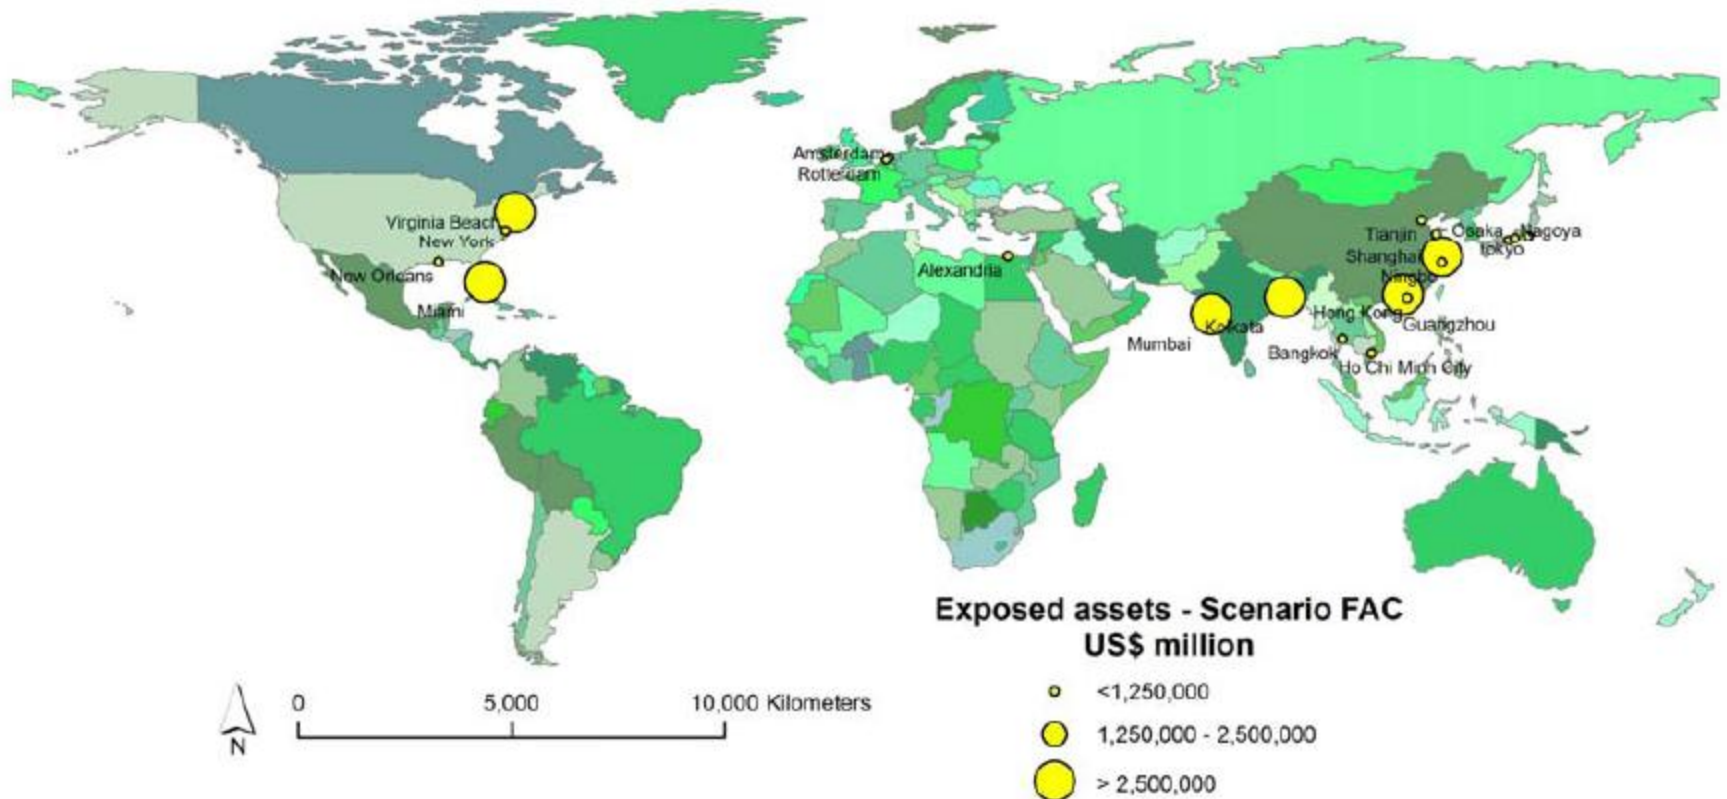 Amsterdam
Rotterdam
Virginia Beach
New York
New Orleans
Miami
Alexandria
Tianjin
Osaka
Nagoya
Tokyo
Shanghai
Ningbo
Mumbai
Kolkata
Hong Kong
Guangzhou
Bangkok
Ho Chi Minh City
Exposed assets - Scenario FAC
US$ million
<1,250,000
1,250,000 - 2,500,000
> 2,500,000
0 5,000 10,000 Kilometers
N